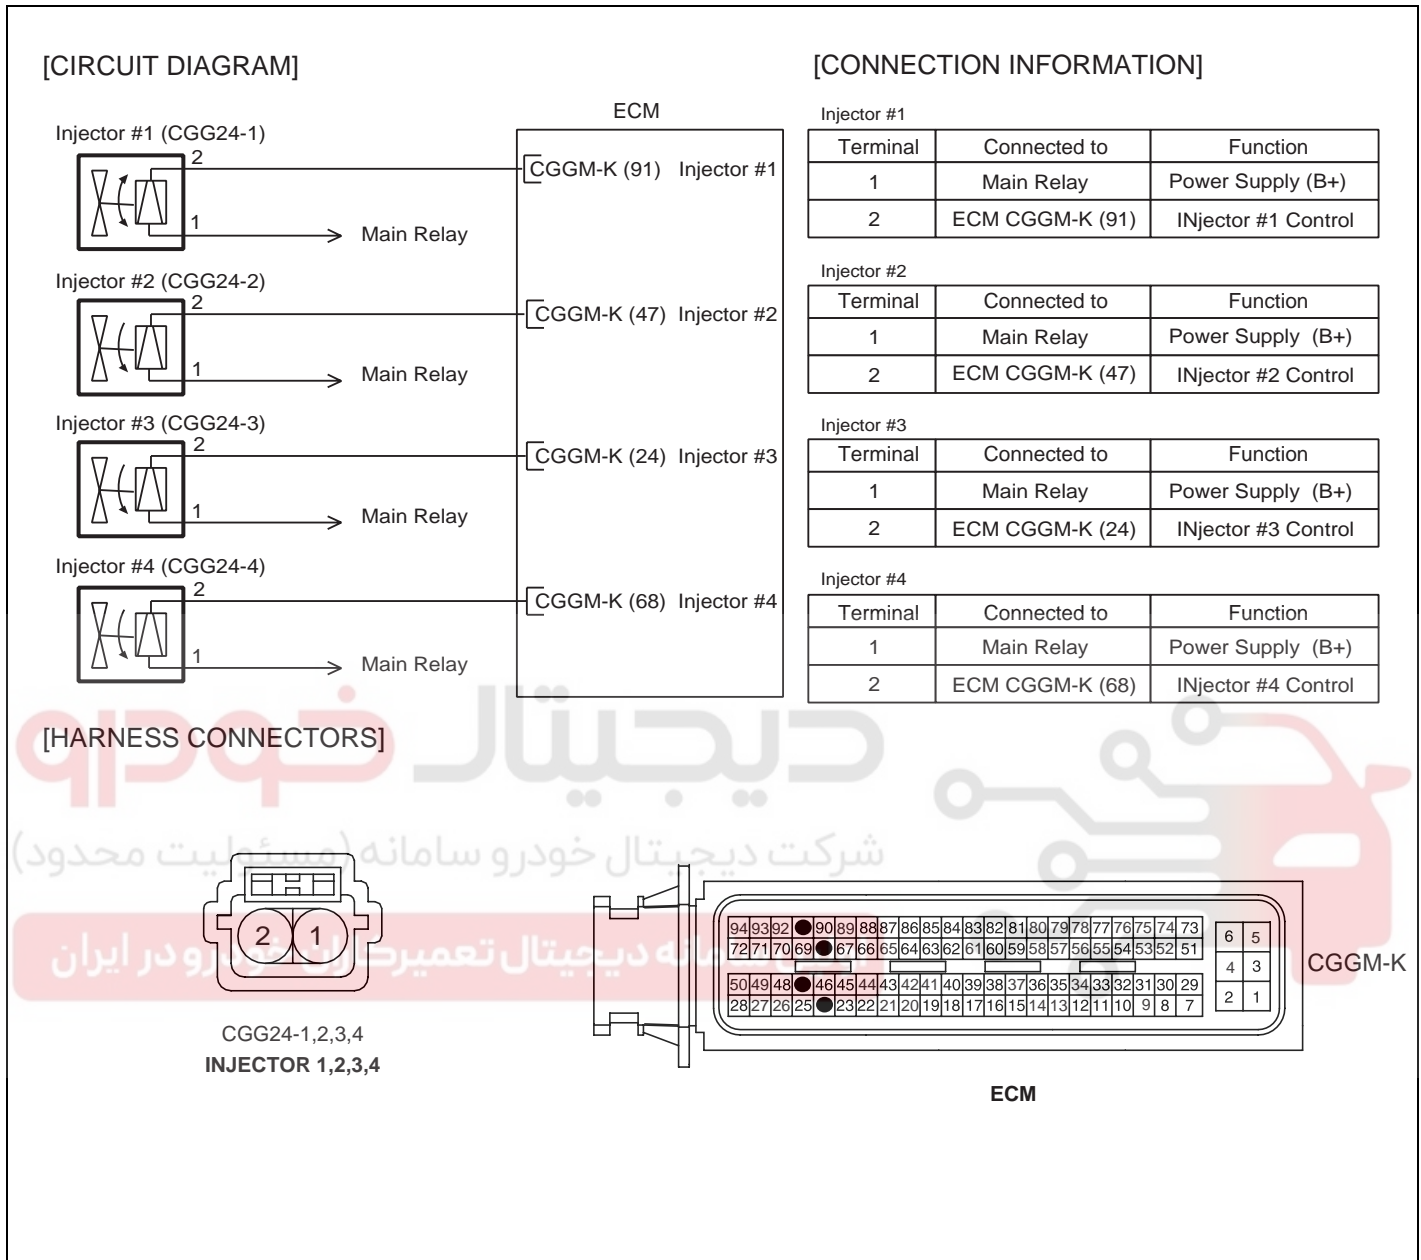 [CIRCUIT DIAGRAM]
ECM
Injector #1 (CGG24-1)
2
CGGM-K (91) Injector #1
1
Main Relay
Injector #2 (CGG24-2)
2
CGGM-K (47) Injector #2
1
Main Relay
Injector #3 (CGG24-3)
2
CGGM-K (24) Injector #3
1
Main Relay
Injector #4 (CGG24-4)
2
CGGM-K (68) Injector #4
1
Main Relay
[CONNECTION INFORMATION]
Injector #1
Terminal Connected to Function
1 Main Relay Power Supply (B+)
2 ECM CGGM-K (91) INjector #1 Control
Injector #2
Terminal Connected to Function
1 Main Relay Power Supply (B+)
2 ECM CGGM-K (47) INjector #2 Control
Injector #3
Terminal Connected to Function
1 Main Relay Power Supply (B+)
2 ECM CGGM-K (24) INjector #3 Control
Injector #4
Terminal Connected to Function
1 Main Relay Power Supply (B+)
2 ECM CGGM-K (68) INjector #4 Control
[HARNESS CONNECTORS]
دیجیتال خودرو
شرکت دیجیتال خودرو سامانه (مسئولیت محدود)
سامانه دیجیتال تعمیرکاران خودرو در ایران
2 1
CGG24-1,2,3,4
INJECTOR 1,2,3,4
94 93 92 90 89 88 87 86 85 84 83 82 81 80 79 78 77 76 75 74 73
72 71 70 69 67 66 65 64 63 62 61 60 59 58 57 56 55 54 53 52 51
50 49 48 46 45 44 43 42 41 40 39 38 37 36 35 34 33 32 31 30 29
28 27 26 25 23 22 21 20 19 18 17 16 15 14 13 12 11 10 9 8 7
6 5
4 3
2 1
CGGM-K
ECM